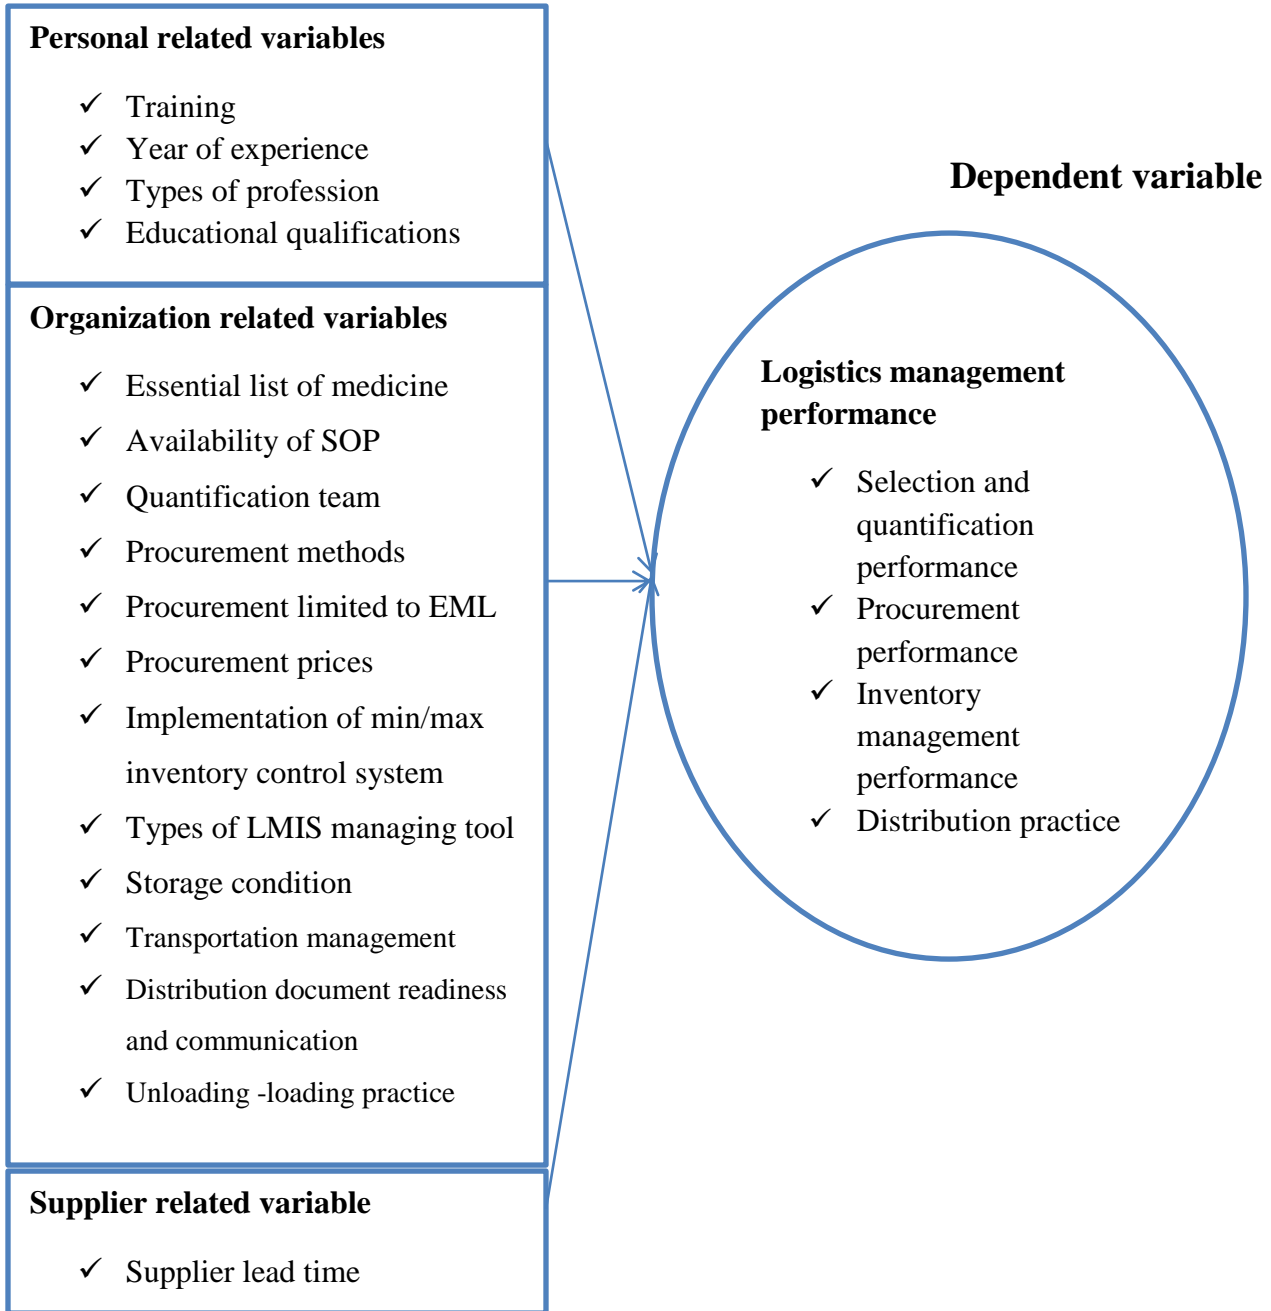 Personal related variables
✓ Training
✓ Year of experience
✓ Types of profession
✓ Educational qualifications
Organization related variables
✓ Essential list of medicine
✓ Availability of SOP
✓ Quantification team
✓ Procurement methods
✓ Procurement limited to EML
✓ Procurement prices
✓ Implementation of min/max
inventory control system
✓ Types of LMIS managing tool
✓ Storage condition
✓ Transportation management
✓ Distribution document readiness
and communication
✓ Unloading -loading practice
Supplier related variable
✓ Supplier lead time
Dependent variable
Logistics management
performance
✓ Selection and
quantification
performance
✓ Procurement
performance
✓ Inventory
management
performance
✓ Distribution practice